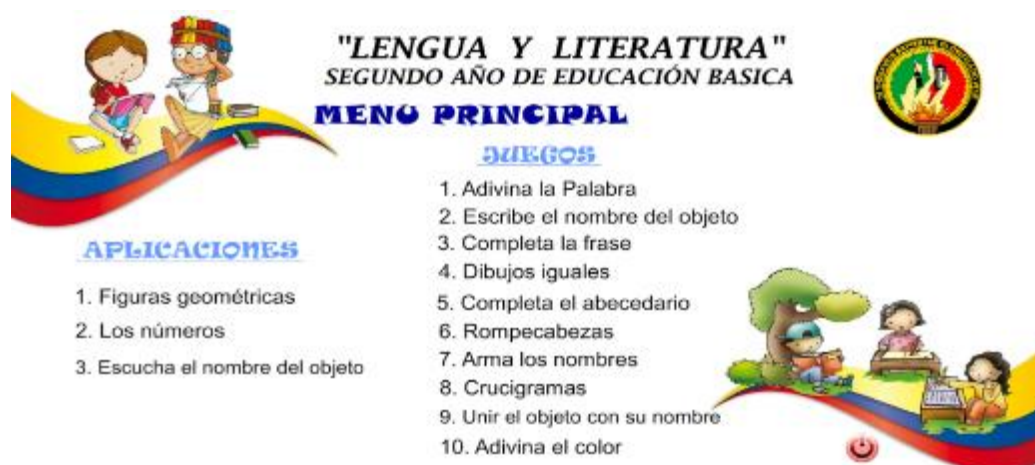 "LENGUA Y LITERATURA"
SEGUNDO AÑO DE EDUCACIÓN BASICA
MENÚ PRINCIPAL
JUEGOS
1. Adivina la Palabra
2. Escribe el nombre del objeto
3. Completa la frase
4. Dibujos iguales
5. Completa el abecedario
6. Rompecabezas
7. Arma los nombres
8. Crucigramas
9. Unir el objeto con su nombre
10. Adivina el color
APLICACIONES
1. Figuras geométricas
2. Los números
3. Escucha el nombre del objeto